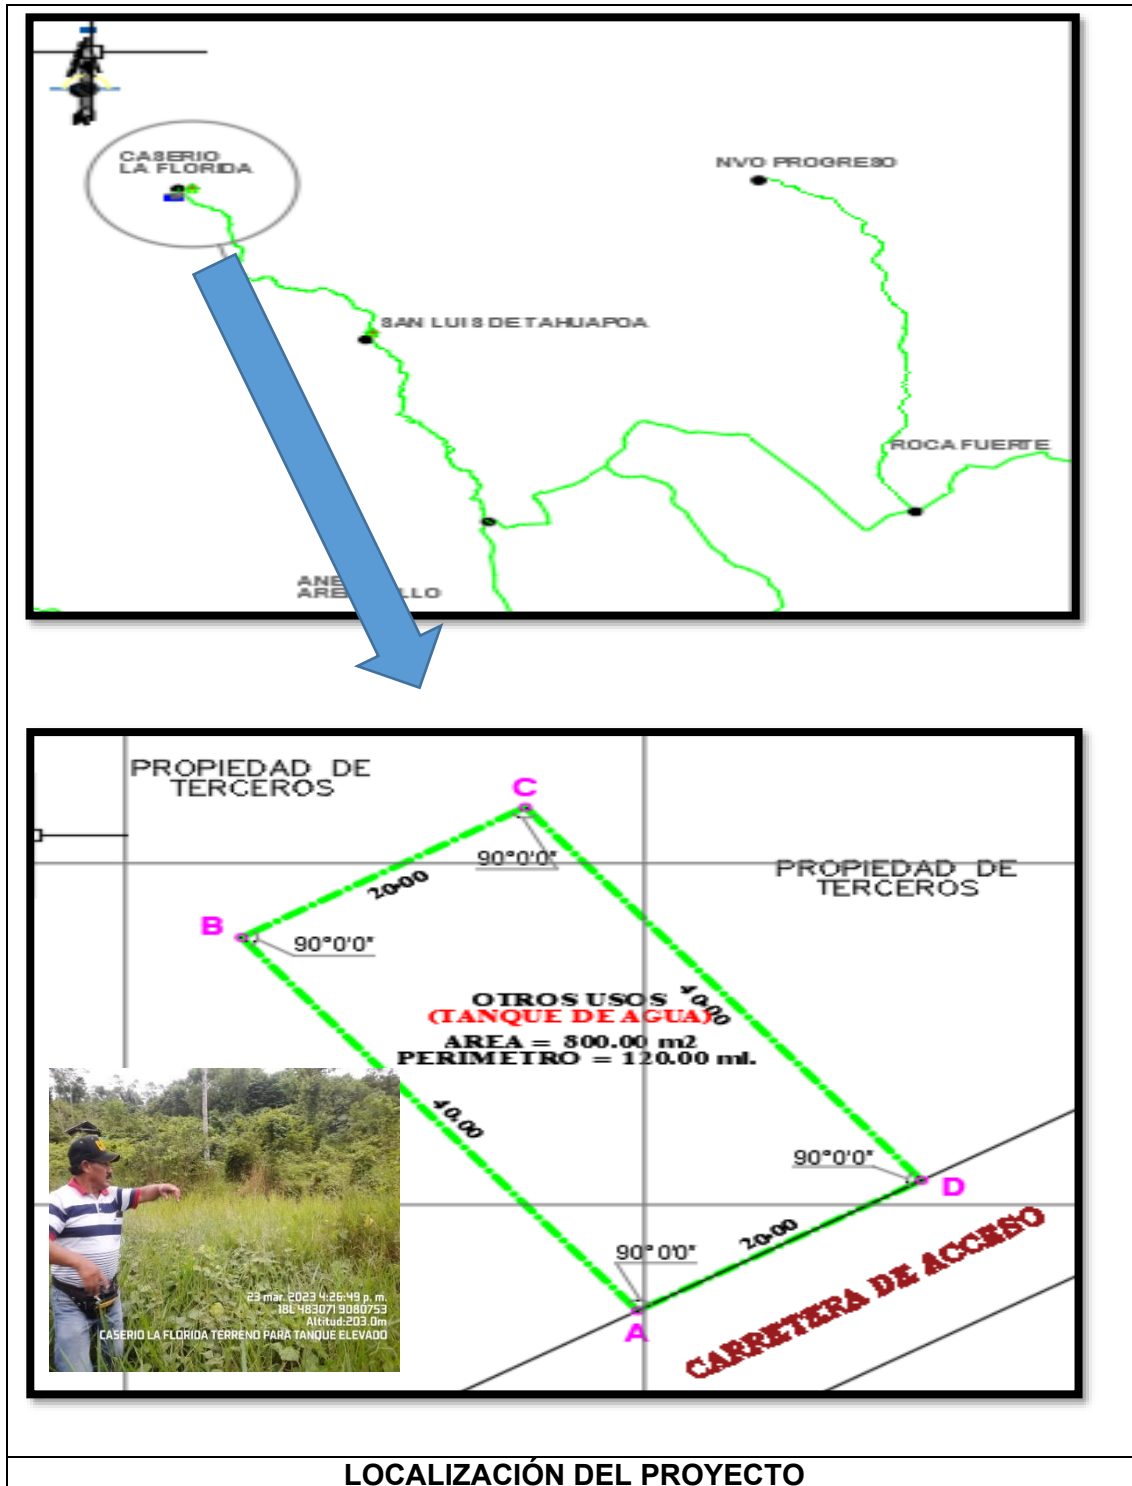 CASERIO
LA FLORIDA
NVO PROGRESO
SAN LUIS DE TAHUAPOA
ROCA FUERTE
PROPIEDAD DE
TERCEROS
C
90°0'0"
20.00
PROPIEDAD DE
TERCEROS
B
90°0'0"
OTROS USOS
40.00
(TANQUE DE AGUA)
AREA = 800.00 m2
PERIMETRO = 120.00 ml.
40.00
90°0'0"
D
20.00
90°0'0"
A
CARRETERA DE ACCESO
23 mar. 2023 4:26:49 p. m.
18L 483071 9080753
Altitud:203.0m
CASERIO LA FLORIDA TERRENO PARA TANQUE ELEVADO
LOCALIZACIÓN DEL PROYECTO